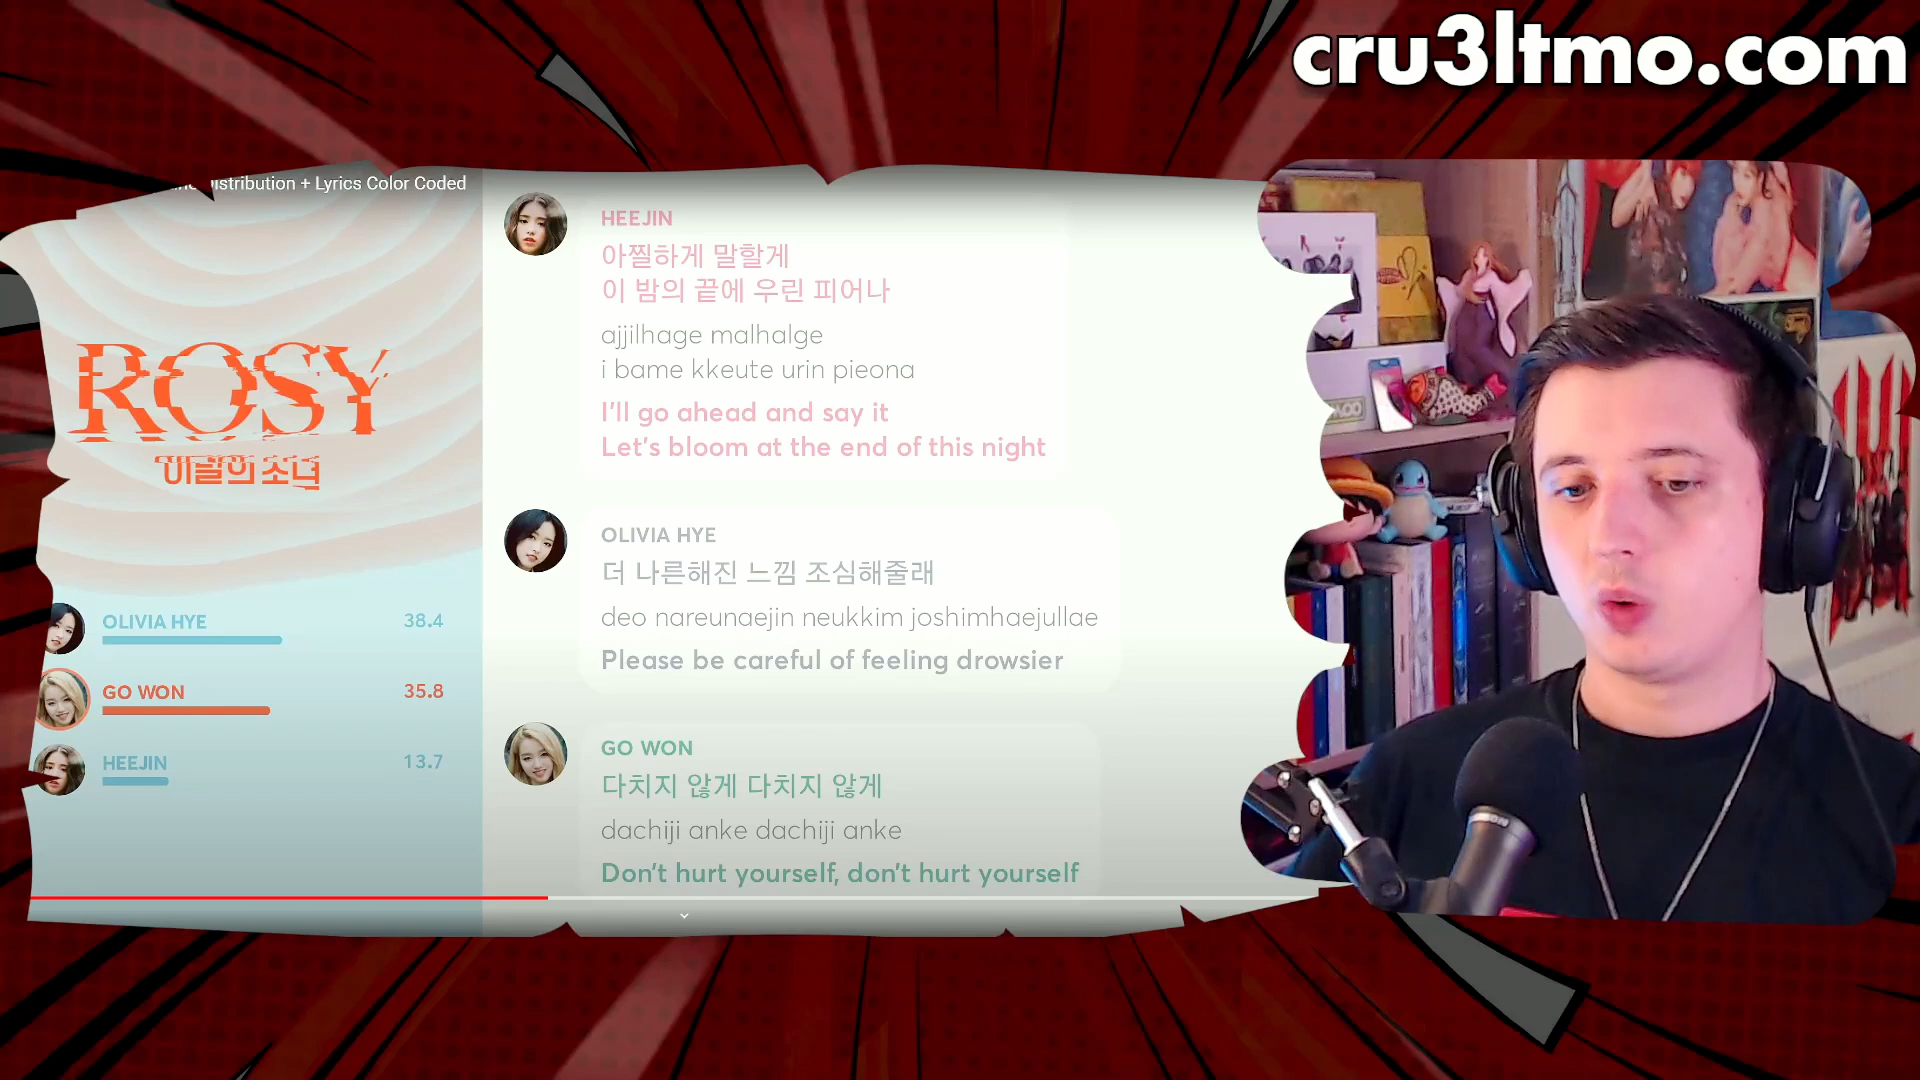 cru3ltmo.com
istribution + Lyrics Color Coded
ROSY
이달의 소녀
OLIVIA HYE 38.4
GO WON 35.8
HEEJIN 13.7
HEEJIN
아찔하게 말할게
이 밤의 끝에 우린 피어나
ajjilhage malhalge
i bame kkeute urin pieona
I'll go ahead and say it
Let's bloom at the end of this night
OLIVIA HYE
더 나른해진 느낌 조심해줄래
deo nareunaejin neukkim joshimhaejullae
Please be careful of feeling drowsier
GO WON
다치지 않게 다치지 않게
dachiji anke dachiji anke
Don't hurt yourself, don't hurt yourself